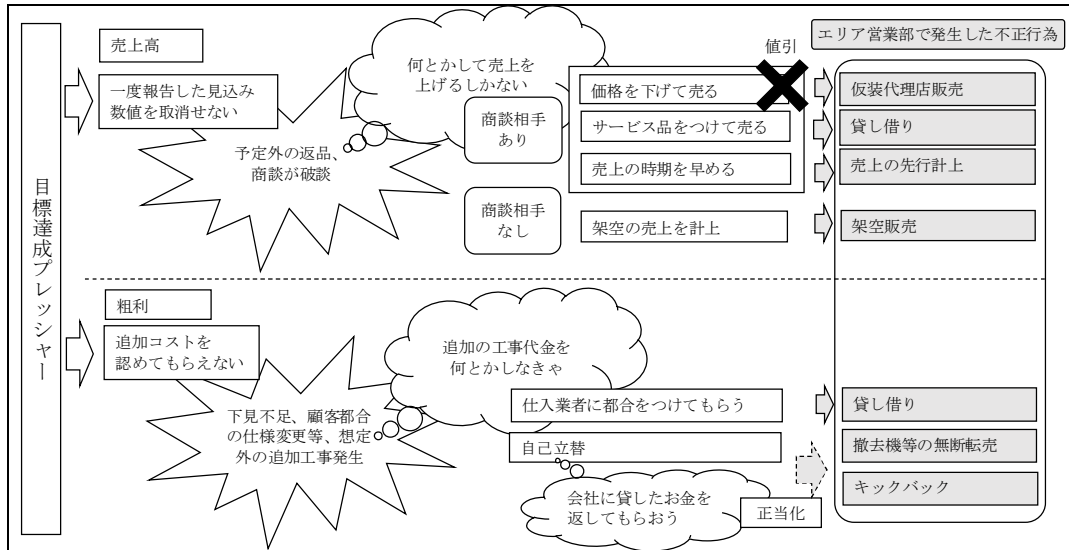 目標達成プレッシャー
売上高
一度報告した見込み
数値を取消せない
予定外の返品、
商談が破談
何とかして売上を
上げるしかない
商談相手
あり
商談相手
なし
値引
価格を下げて売る
サービス品をつけて売る
売上の時期を早める
架空の売上を計上
エリア営業部で発生した不正行為
仮装代理店販売
貸し借り
売上の先行計上
架空販売
粗利
追加コストを
認めてもらえない
下見不足、顧客都合
の仕様変更等、想定
外の追加工事発生
追加の工事代金を
何とかしなきゃ
仕入業者に都合をつけてもらう
自己立替
会社に貸したお金を
返してもらおう
正当化
貸し借り
撤去機等の無断転売
キックバック